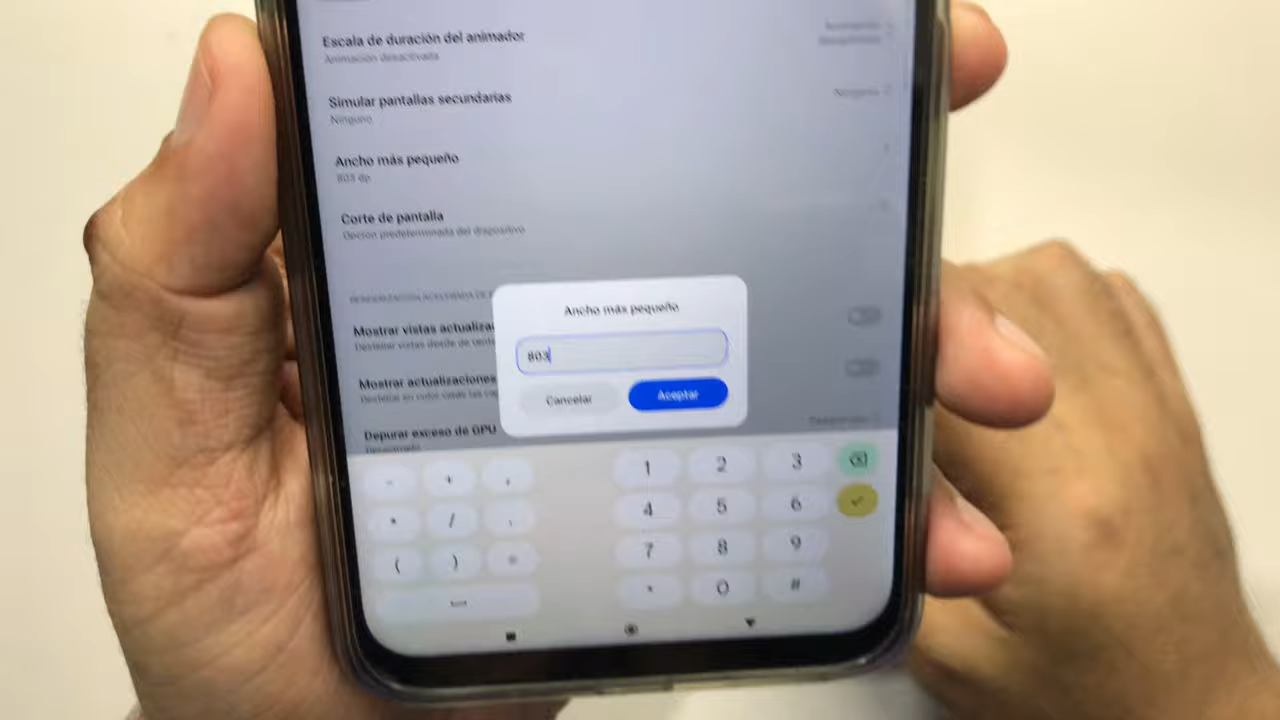 Escala de duración del animador
Animación desactivada
Simular pantallas secundarias
Ninguno
Ninguno
Ancho más pequeño
803 dp
Corte de pantalla
Opción predeterminada del dispositivo
Mostrar vistas actualiza
Mostrar actualizaciones
Depurar exceso de GPU
Ancho más pequeño
803
Cancelar
Aceptar
- + 1 2 3
/ 4 5 6
( ) 7 8 9
0 #